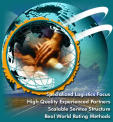 Specialized Logistics Focus
High Quality Experienced Partners
Scalable Service Structure
Real World Rating Methods